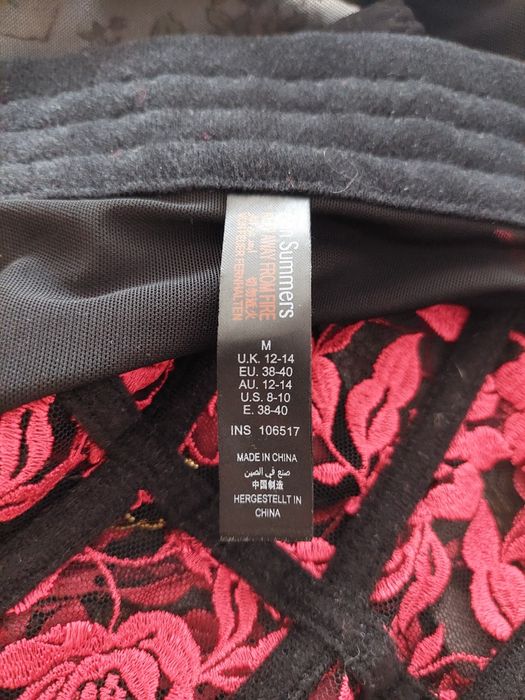 Summers
AWAY FROM FIRE
FERNHALTEN
M
U.K. 12-14
EU. 38-40
AU. 12-14
U.S. 8-10
E. 38-40
INS 106517
MADE IN CHINA
صنع في الصين
中国制造
HERGESTELLT IN
CHINA